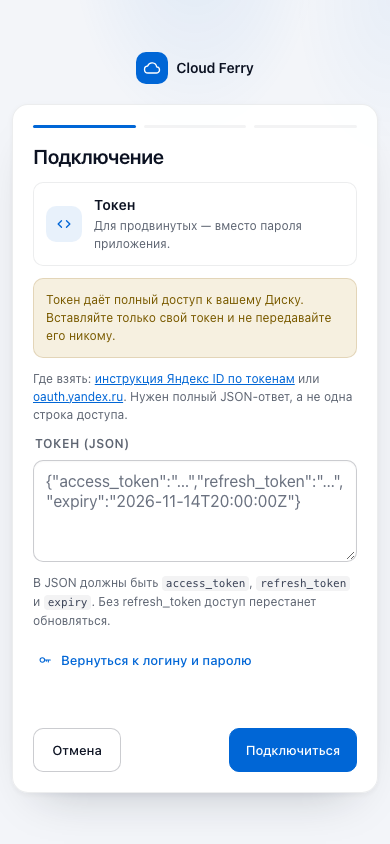 Cloud Ferry
Подключение
Токен
Для продвинутых — вместо пароля
приложения.
Токен даёт полный доступ к вашему Диску.
Вставляйте только свой токен и не передавайте
его никому.
Где взять: инструкция Яндекс ID по токенам или
oauth.yandex.ru. Нужен полный JSON-ответ, а не одна
строка доступа.
ТОКЕН (JSON)
{"access_token":"...","refresh_token":"...",
"expiry":"2026-11-14T20:00:00Z"}
В JSON должны быть access_token, refresh_token
и expiry. Без refresh_token доступ перестанет
обновляться.
Вернуться к логину и паролю
Отмена
Подключиться